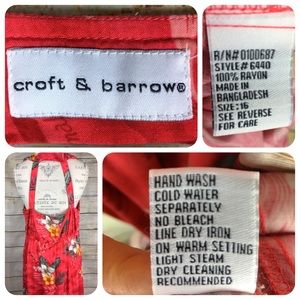 croft & barrow®
R/N# 0100687
STYLE# 6440
100% RAYON
MADE IN
BANGLADESH
SIZE: 16
SEE REVERSE
FOR CARE
HAND WASH
COLD WATER
SEPARATELY
NO BLEACH
LINE DRY IRON
ON WARM SETTING
LIGHT STEAM
DRY CLEANING
RECOMMENDED